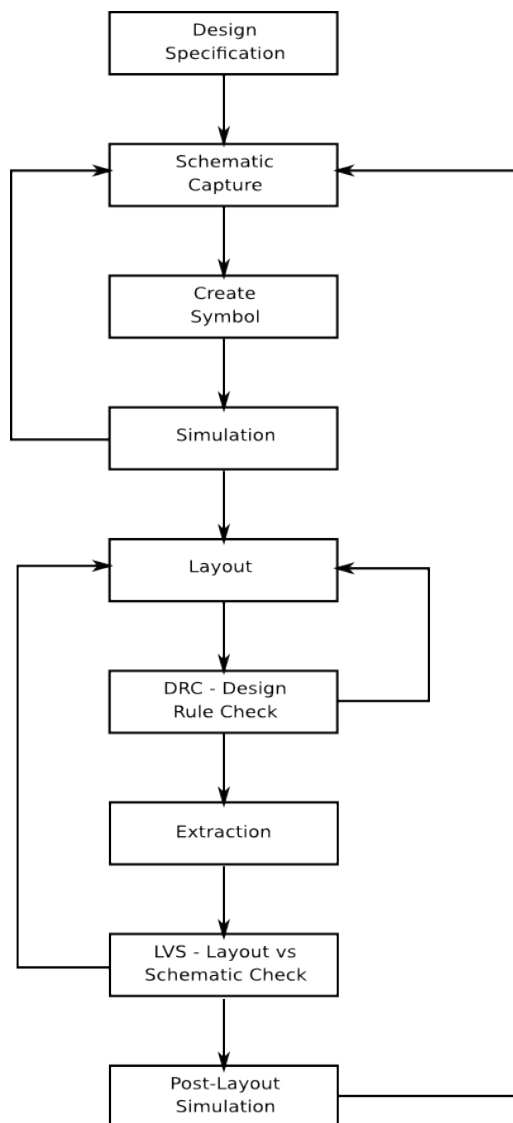 Design
Specification
Schematic
Capture
Create
Symbol
Simulation
Layout
DRC - Design
Rule Check
Extraction
LVS - Layout vs
Schematic Check
Post-Layout
Simulation